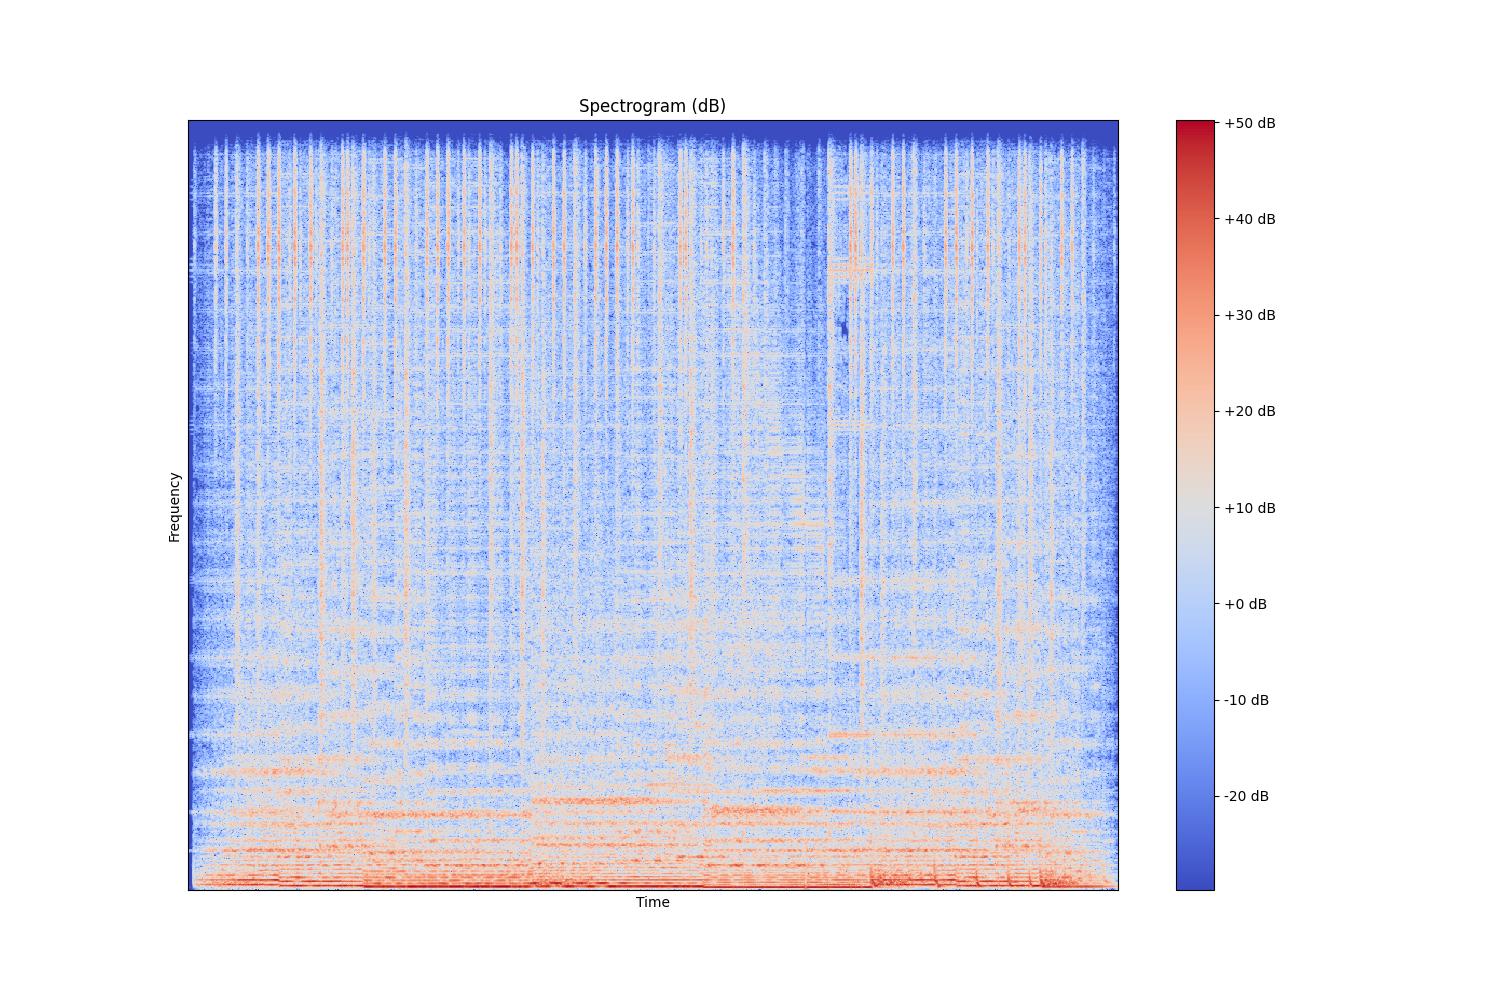 Spectrogram (dB)
Frequency
Time
+50 dB
+40 dB
+30 dB
+20 dB
+10 dB
+0 dB
-10 dB
-20 dB